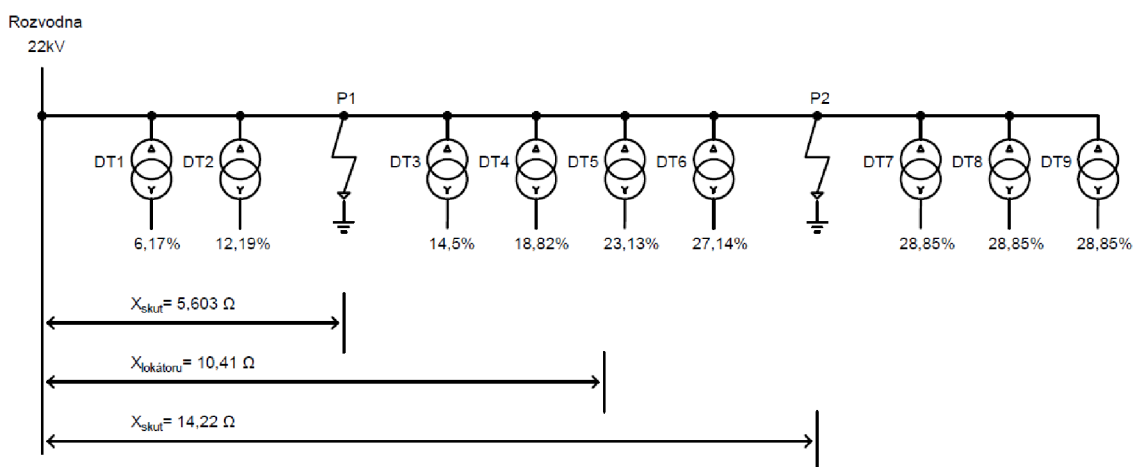 Rozvodna
22kV
P1
P2
DT1
DT2
DT3
DT4
DT5
DT6
DT7
DT8
DT9
Δ Δ Δ Δ Δ Δ Δ Δ Δ
Y Y Y Y Y Y Y Y Y
6,17%
12,19%
14,5%
18,82%
23,13%
27,14%
28,85%
28,85%
28,85%
Xskut= 5,603 Ω
Xlokátoru= 10,41 Ω
Xskut= 14,22 Ω